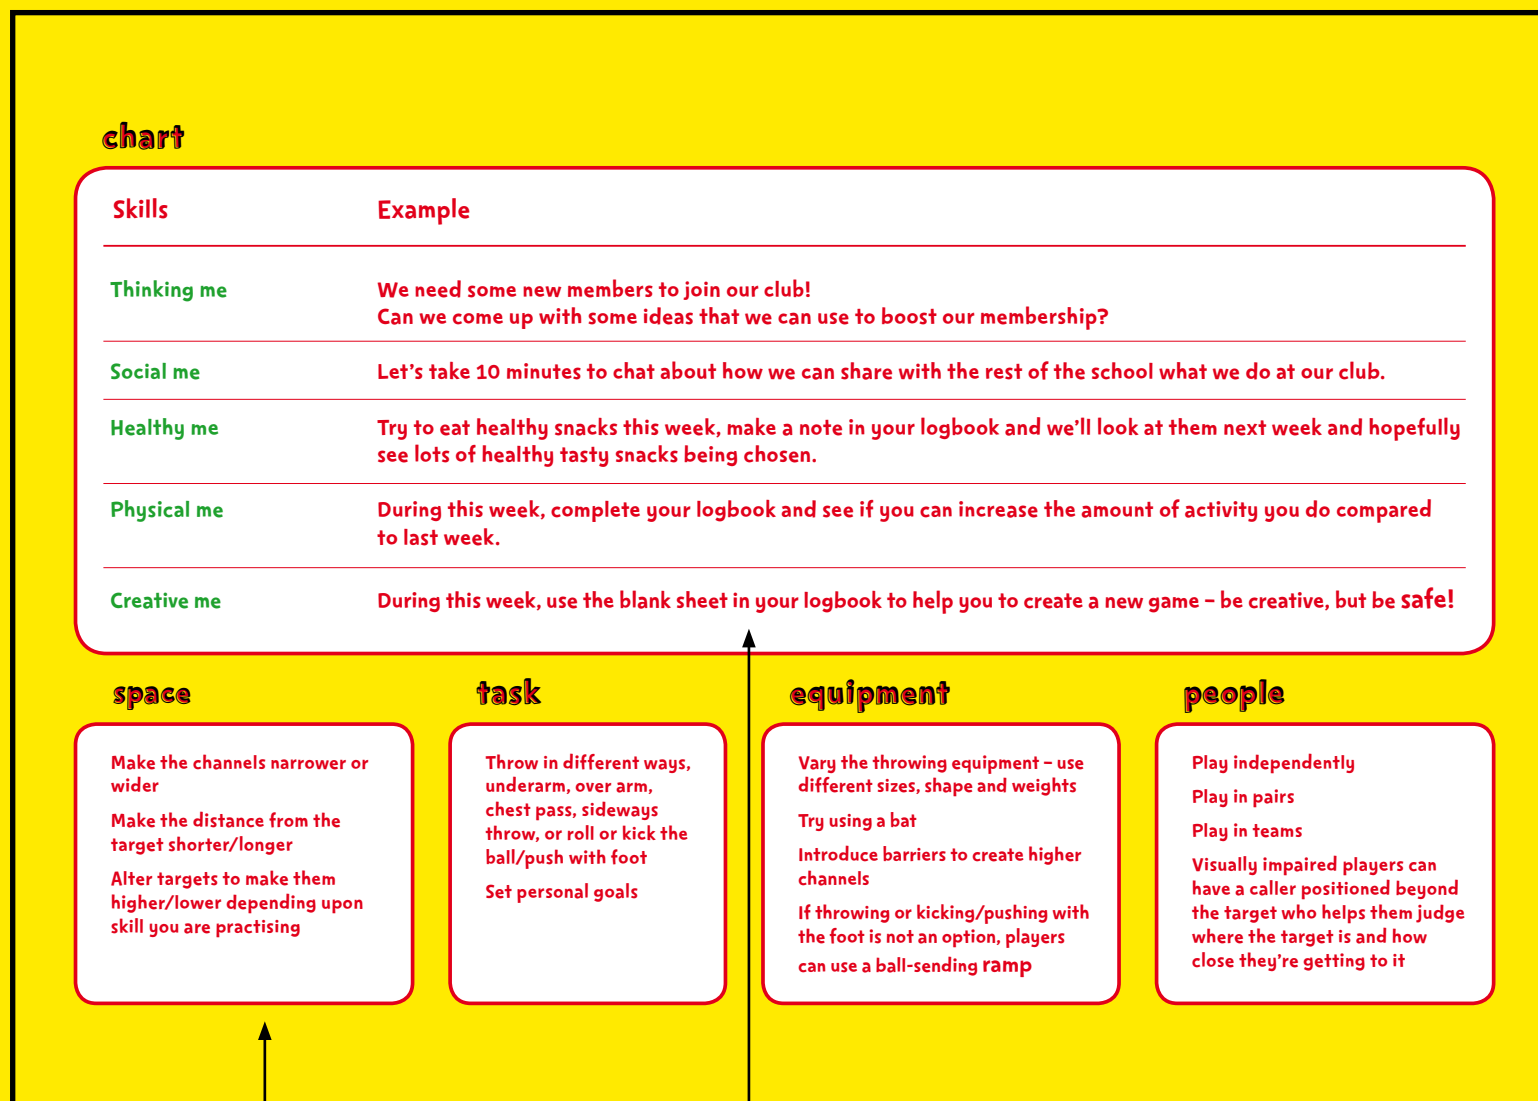 chart
Skills Example
Thinking me We need some new members to join our club!
Can we come up with some ideas that we can use to boost our membership?
Social me Let's take 10 minutes to chat about how we can share with the rest of the school what we do at our club.
Healthy me Try to eat healthy snacks this week, make a note in your logbook and we'll look at them next week and hopefully
see lots of healthy tasty snacks being chosen.
Physical me During this week, complete your logbook and see if you can increase the amount of activity you do compared
to last week.
Creative me During this week, use the blank sheet in your logbook to help you to create a new game – be creative, but be safe!
space
Make the channels narrower or
wider
Make the distance from the
target shorter/longer
Alter targets to make them
higher/lower depending upon
skill you are practising
task
Throw in different ways,
underarm, over arm,
chest pass, sideways
throw, or roll or kick the
ball/push with foot
Set personal goals
equipment
Vary the throwing equipment – use
different sizes, shape and weights
Try using a bat
Introduce barriers to create higher
channels
If throwing or kicking/pushing with
the foot is not an option, players
can use a ball-sending ramp
people
Play independently
Play in pairs
Play in teams
Visually impaired players can
have a caller positioned beyond
the target who helps them judge
where the target is and how
close they're getting to it